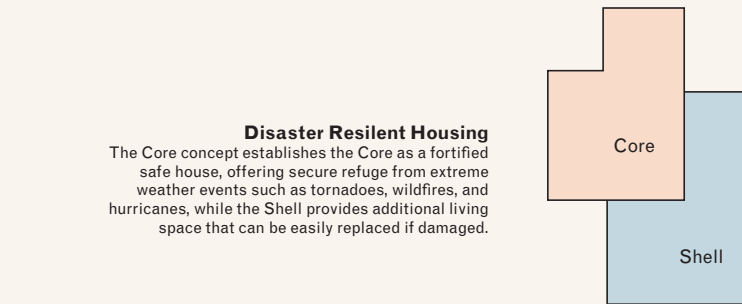 Disaster Resilent Housing
The Core concept establishes the Core as a fortified
safe house, offering secure refuge from extreme
weather events such as tornadoes, wildfires, and
hurricanes, while the Shell provides additional living
space that can be easily replaced if damaged.
Core
Shell